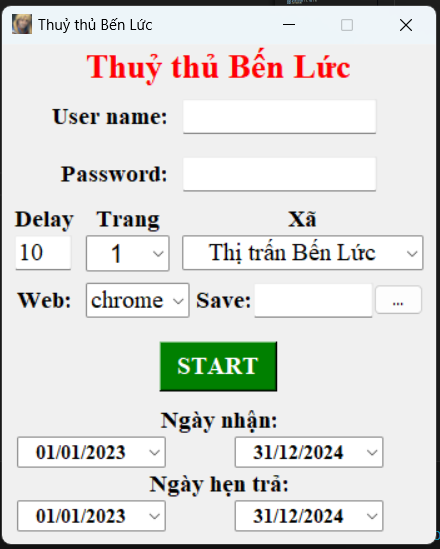 Thuỷ thủ Bến Lức
Thuỷ thủ Bến Lức
User name:
Password:
Delay Trang Xã
10 1 Thị trấn Bến Lức
Web: chrome Save: ...
START
Ngày nhận:
01/01/2023 31/12/2024
Ngày hẹn trả:
01/01/2023 31/12/2024